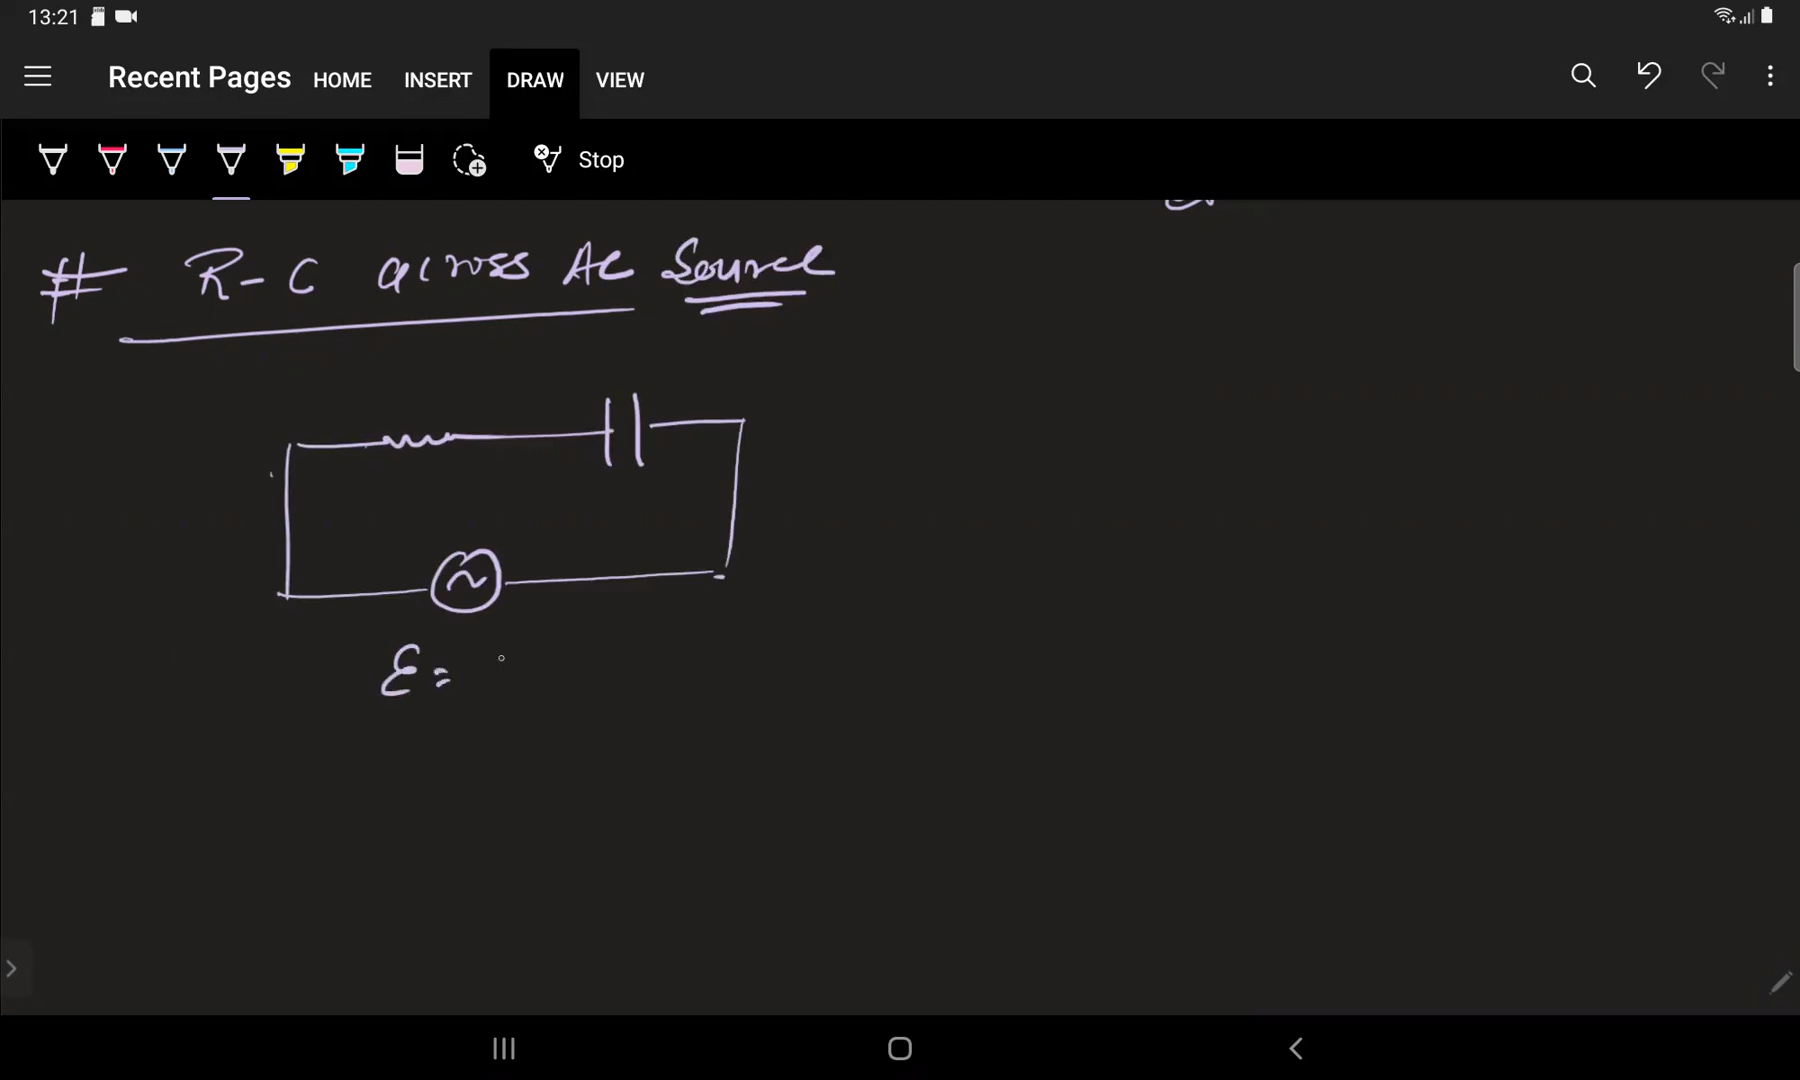 13:21
Recent Pages HOME INSERT DRAW VIEW
Stop
# R-C across AC Source
ε =